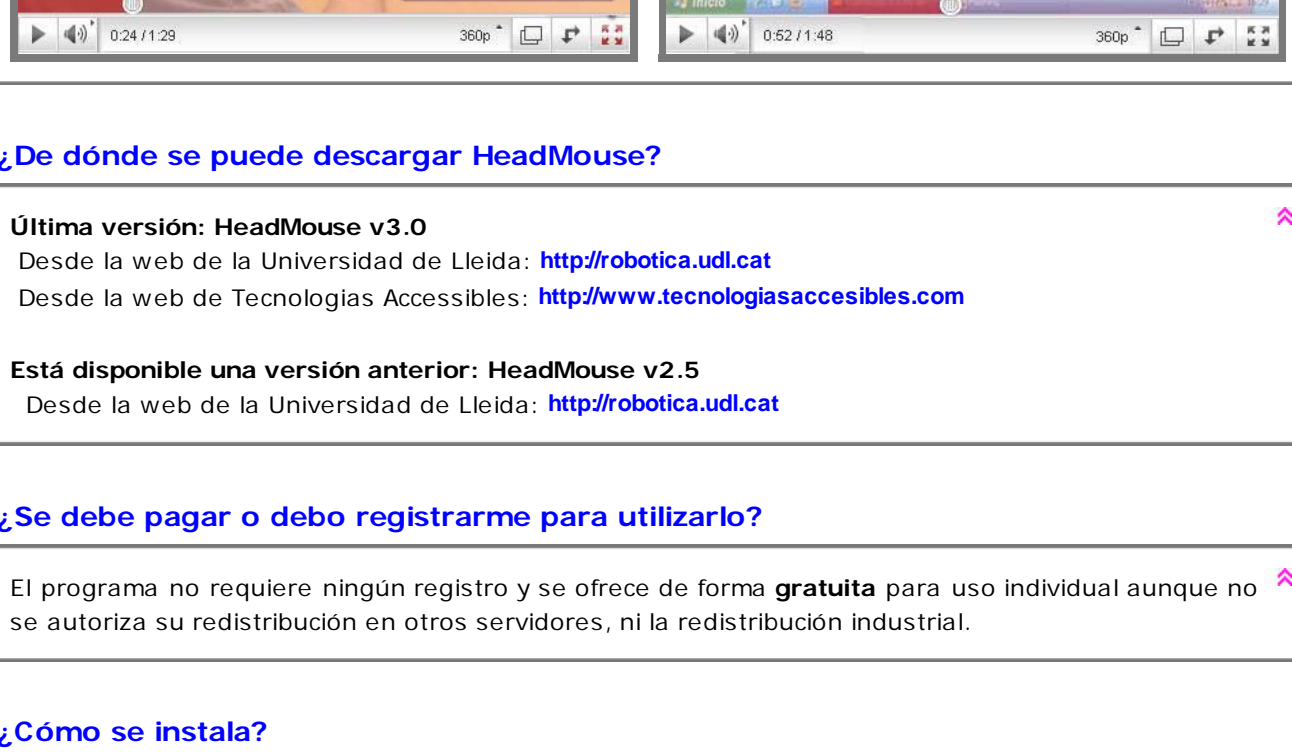 Inicio
0:24 / 1:29 360p
0:52 / 1:48 360p
¿De dónde se puede descargar HeadMouse?
Última versión: HeadMouse v3.0
Desde la web de la Universidad de Lleida: http://robotica.udl.cat
Desde la web de Tecnologias Accessibles: http://www.tecnologiasaccesibles.com
Está disponible una versión anterior: HeadMouse v2.5
Desde la web de la Universidad de Lleida: http://robotica.udl.cat
¿Se debe pagar o debo registrarme para utilizarlo?
El programa no requiere ningún registro y se ofrece de forma gratuita para uso individual aunque no
se autoriza su redistribución en otros servidores, ni la redistribución industrial.
¿Cómo se instala?